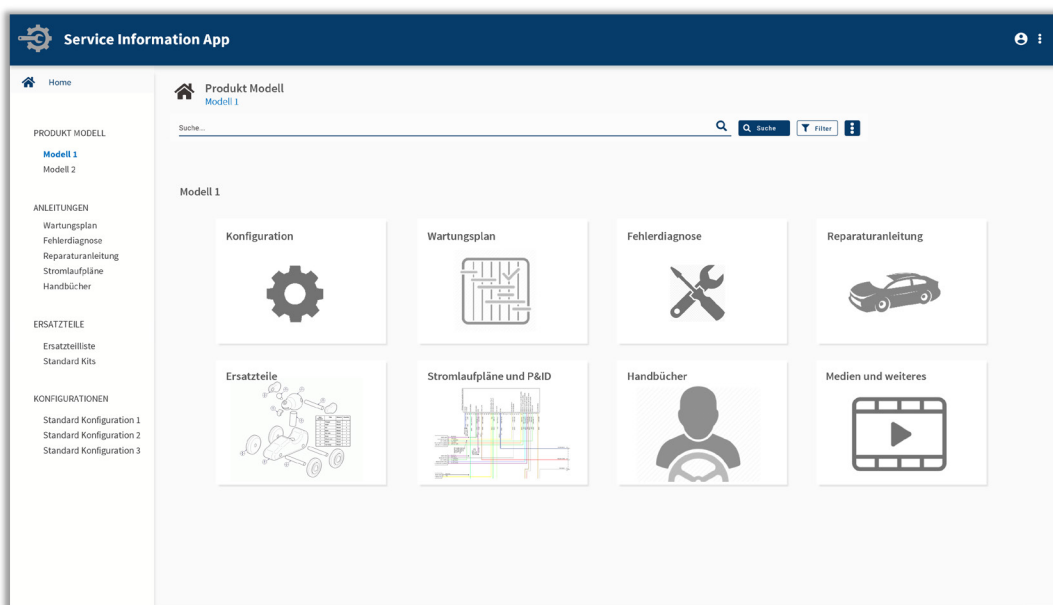 Service Information App
Home
PRODUKT MODELL
Modell 1
Modell 2
ANLEITUNGEN
Wartungsplan
Fehlerdiagnose
Reparaturanleitung
Stromlaufpläne
Handbücher
ERSATZTEILE
Ersatzteilliste
Standard Kits
KONFIGURATIONEN
Standard Konfiguration 1
Standard Konfiguration 2
Standard Konfiguration 3
Produkt Modell
Modell 1
Suche...
Suche
Filter
Modell 1
Konfiguration
Wartungsplan
Fehlerdiagnose
Reparaturanleitung
Ersatzteile
Stromlaufpläne und P&ID
Handbücher
Medien und weiteres